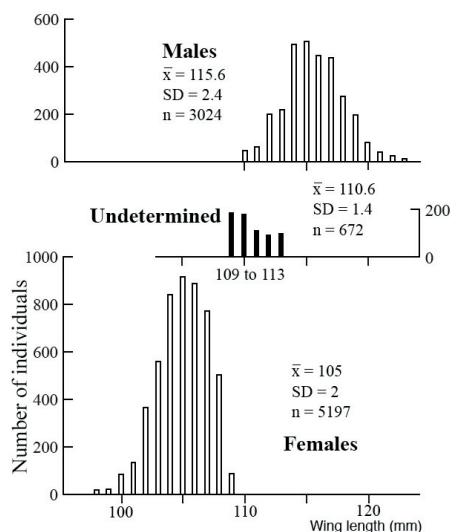 600
400
200
0
Males
x̄ = 115.6
SD = 2.4
n = 3024
Undetermined
x̄ = 110.6
SD = 1.4
n = 672
200
0
109 to 113
1000
800
600
400
200
0
Number of individuals
x̄ = 105
SD = 2
n = 5197
Females
100
110
120
Wing length (mm)